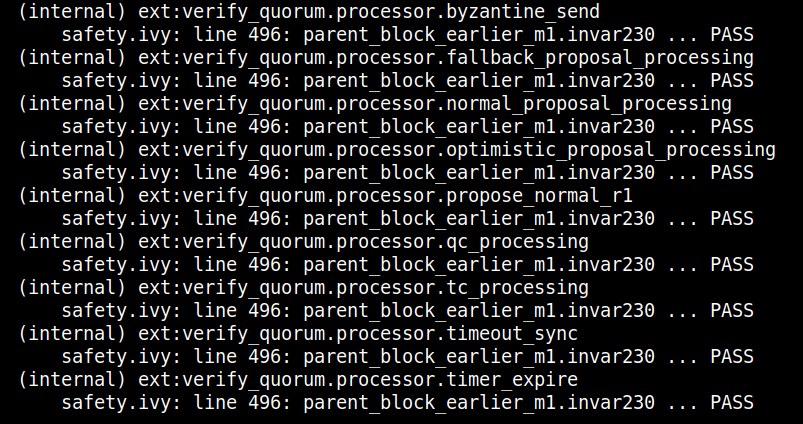 (internal) ext:verify_quorum.processor.byzantine_send
safety.ivy: line 496: parent_block_earlier_m1.invar230 ... PASS
(internal) ext:verify_quorum.processor.fallback_proposal_processing
safety.ivy: line 496: parent_block_earlier_m1.invar230 ... PASS
(internal) ext:verify_quorum.processor.normal_proposal_processing
safety.ivy: line 496: parent_block_earlier_m1.invar230 ... PASS
(internal) ext:verify_quorum.processor.optimistic_proposal_processing
safety.ivy: line 496: parent_block_earlier_m1.invar230 ... PASS
(internal) ext:verify_quorum.processor.propose_normal_r1
safety.ivy: line 496: parent_block_earlier_m1.invar230 ... PASS
(internal) ext:verify_quorum.processor.qc_processing
safety.ivy: line 496: parent_block_earlier_m1.invar230 ... PASS
(internal) ext:verify_quorum.processor.tc_processing
safety.ivy: line 496: parent_block_earlier_m1.invar230 ... PASS
(internal) ext:verify_quorum.processor.timeout_sync
safety.ivy: line 496: parent_block_earlier_m1.invar230 ... PASS
(internal) ext:verify_quorum.processor.timer_expire
safety.ivy: line 496: parent_block_earlier_m1.invar230 ... PASS